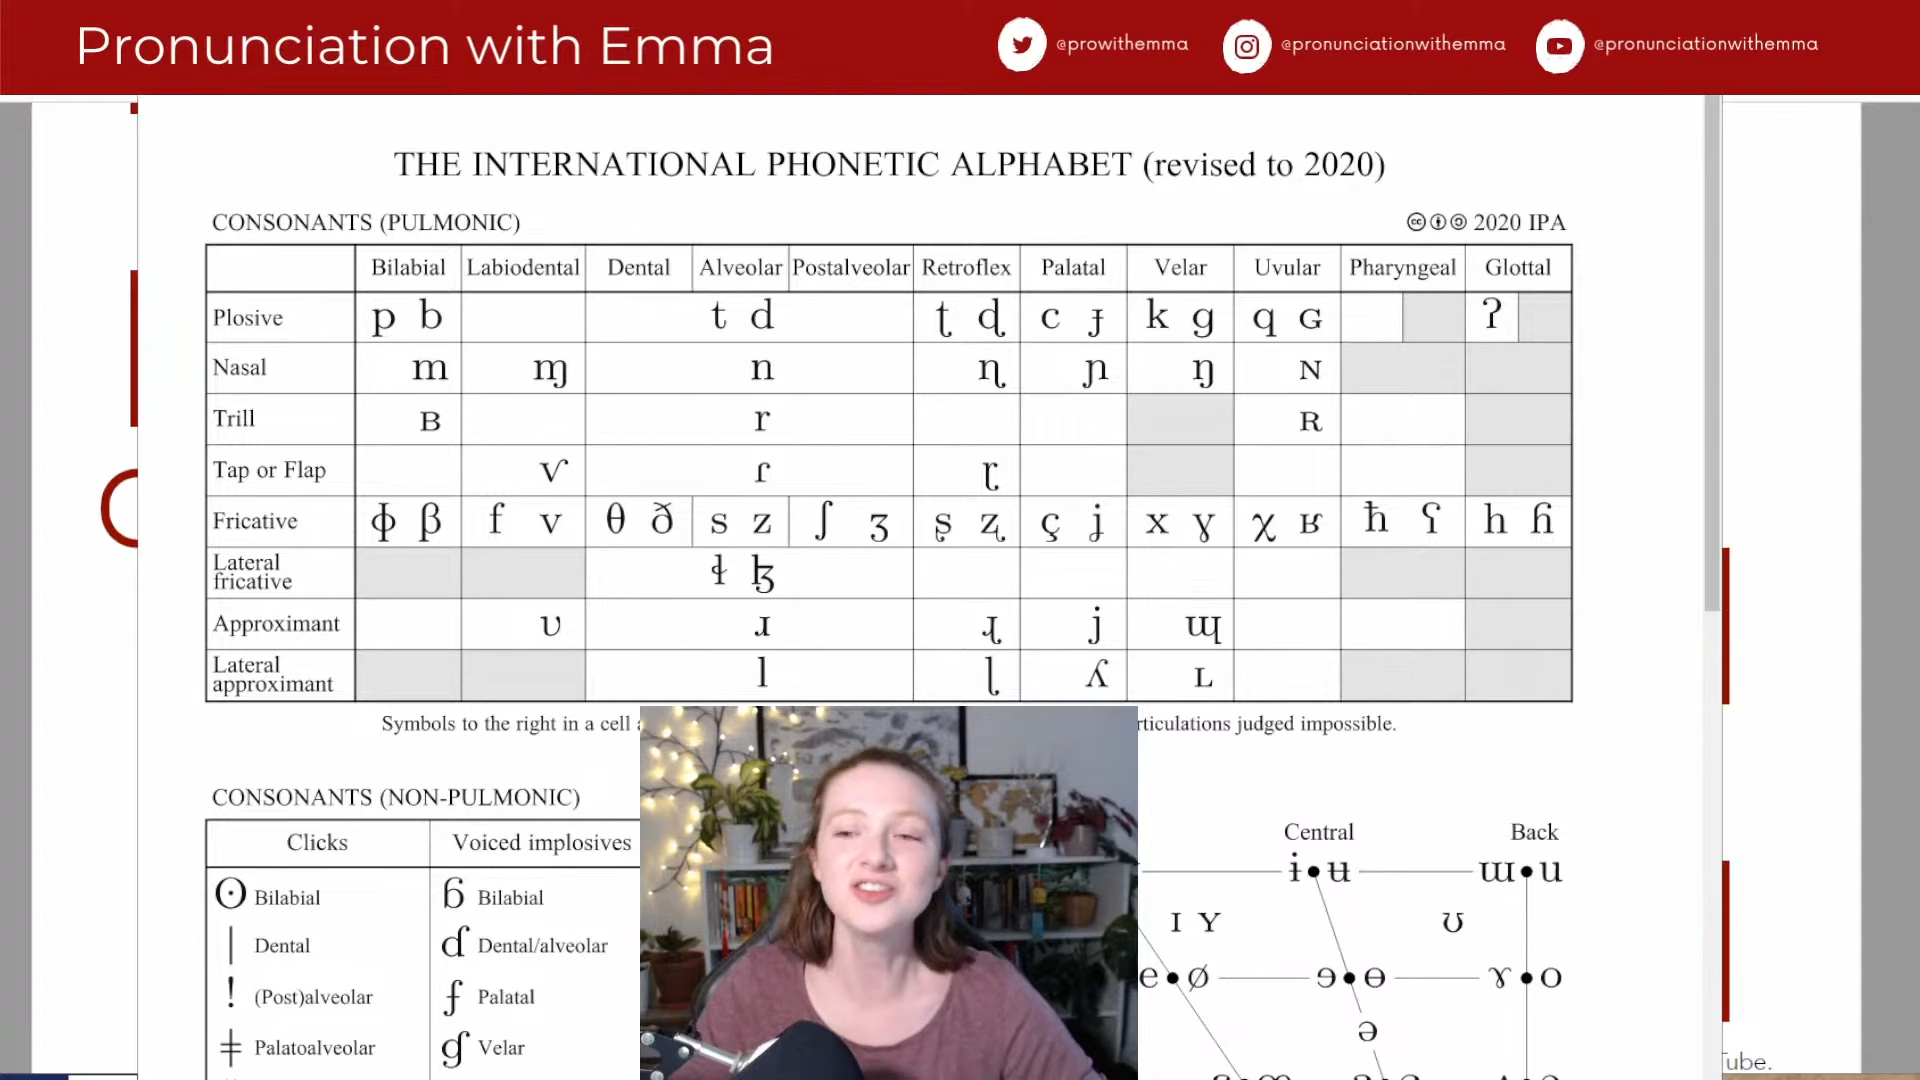 Pronunciation with Emma
@prowithemma
@pronunciationwithemma
@pronunciationwithemma
THE INTERNATIONAL PHONETIC ALPHABET (revised to 2020)
CONSONANTS (PULMONIC)
2020 IPA
Bilabial Labiodental Dental Alveolar Postalveolar Retroflex Palatal Velar Uvular Pharyngeal Glottal
Plosive p b t d ʈ ɖ c ɟ k ɡ q ɢ ʔ
Nasal m ɱ n ɳ ɲ ŋ ɴ
Trill ʙ r ʀ
Tap or Flap ⱱ ɾ ɽ
Fricative ɸ β f v θ ð s z ʃ ʒ ʂ ʐ ç ʝ x ɣ χ ʁ ħ ʕ h ɦ
Lateral
fricative ɬ ɮ
Approximant ʋ ɹ ɻ j ɰ
Lateral
approximant l ɭ ʎ ʟ
Symbols to the right in a cell
articulations judged impossible.
CONSONANTS (NON-PULMONIC)
Clicks Voiced implosives
ʘ Bilabial ɓ Bilabial
ǀ Dental ɗ Dental/alveolar
ǃ (Post)alveolar ʄ Palatal
ǂ Palatoalveolar ɠ Velar
Central Back
ɨ ʉ ɯ u
ɪ ʏ ʊ
e ø ɘ ɵ ɤ o
ə